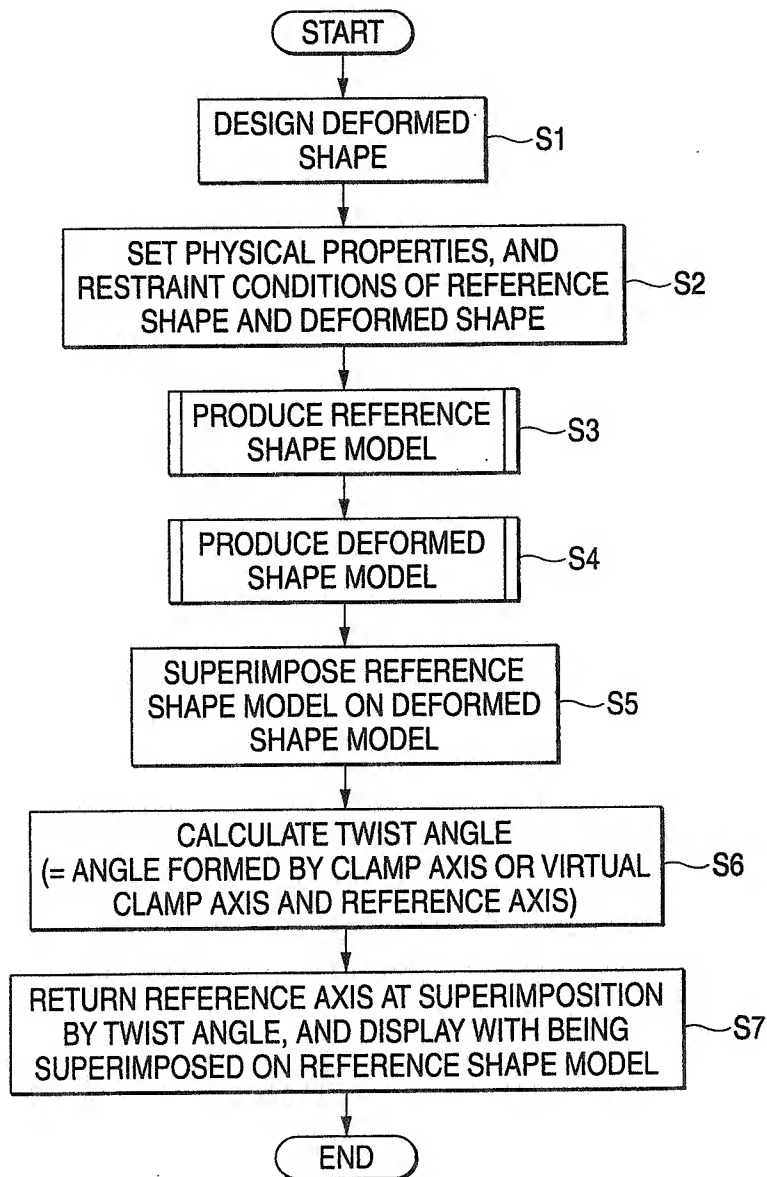 START
DESIGN DEFORMED
SHAPE
S1
SET PHYSICAL PROPERTIES, AND
RESTRAINT CONDITIONS OF REFERENCE
SHAPE AND DEFORMED SHAPE
S2
PRODUCE REFERENCE
SHAPE MODEL
S3
PRODUCE DEFORMED
SHAPE MODEL
S4
SUPERIMPOSE REFERENCE
SHAPE MODEL ON DEFORMED
SHAPE MODEL
S5
CALCULATE TWIST ANGLE
(= ANGLE FORMED BY CLAMP AXIS OR VIRTUAL
CLAMP AXIS AND REFERENCE AXIS)
S6
RETURN REFERENCE AXIS AT SUPERIMPOSITION
BY TWIST ANGLE, AND DISPLAY WITH BEING
SUPERIMPOSED ON REFERENCE SHAPE MODEL
S7
END